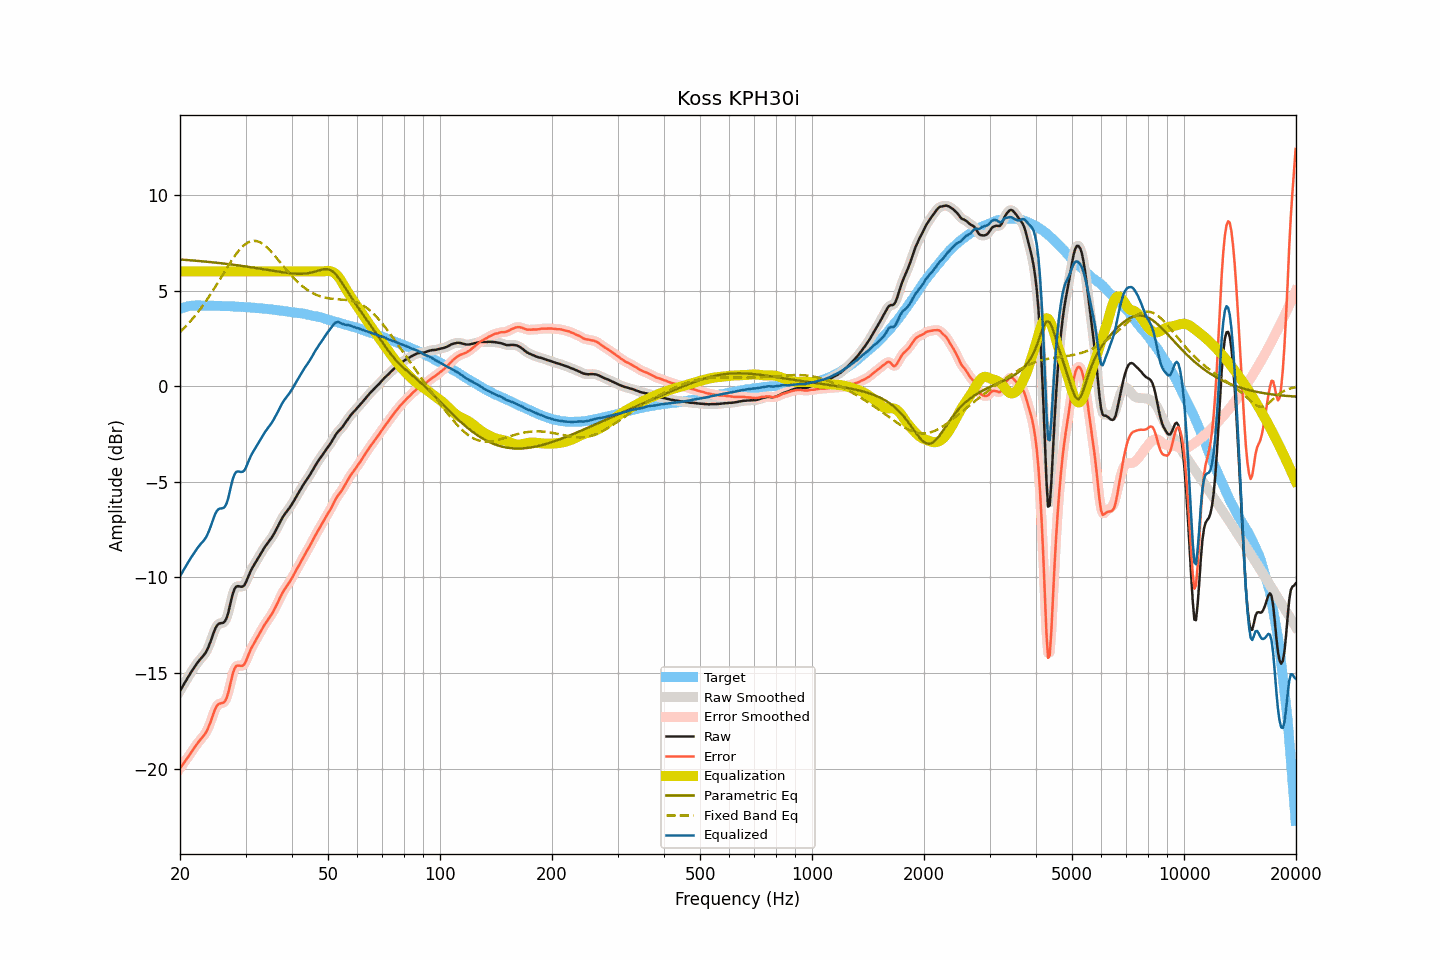 Koss KPH30i
10
5
0
−5
−10
−15
−20
Amplitude (dBr)
Target
Raw Smoothed
Error Smoothed
Raw
Error
Equalization
Parametric Eq
Fixed Band Eq
Equalized
20 50 100 200 500 1000 2000 5000 10000 20000
Frequency (Hz)